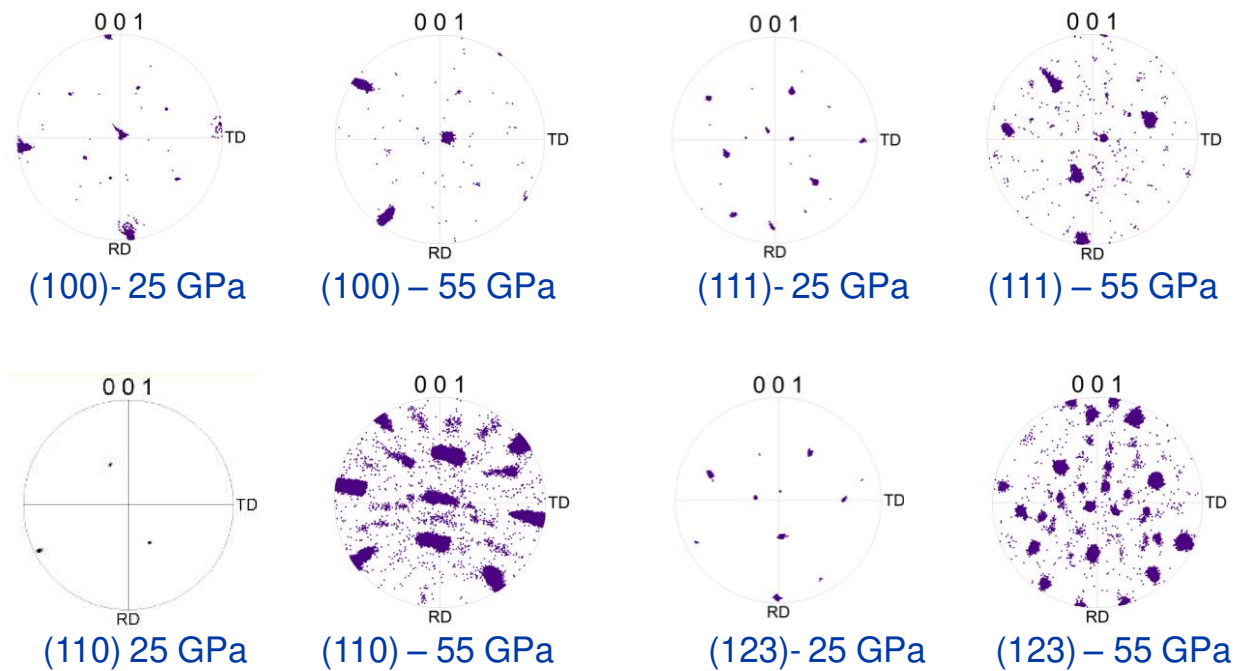 0 0 1
TD
RD
(100)- 25 GPa
0 0 1
TD
RD
(100) – 55 GPa
0 0 1
TD
RD
(111)- 25 GPa
0 0 1
TD
RD
(111) – 55 GPa
0 0 1
TD
RD
(110) 25 GPa
0 0 1
TD
RD
(110) – 55 GPa
0 0 1
TD
RD
(123)- 25 GPa
0 0 1
TD
RD
(123) – 55 GPa